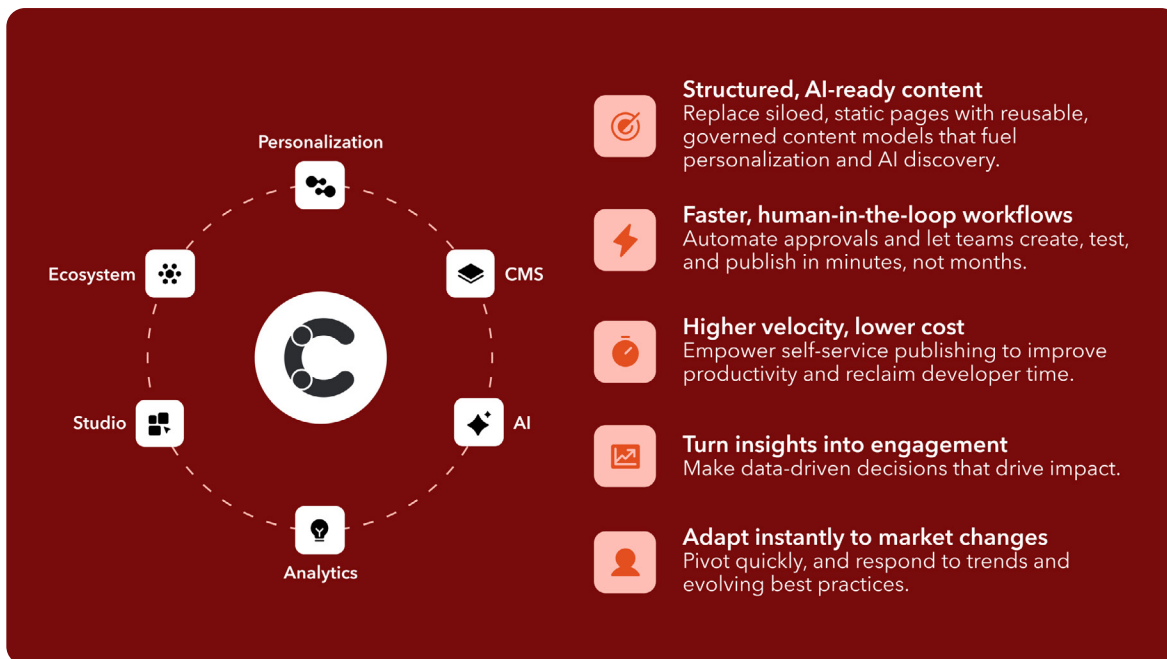 Personalization
Ecosystem
CMS
Studio
AI
Analytics
Structured, AI-ready content
Replace siloed, static pages with reusable,
governed content models that fuel
personalization and AI discovery.
Faster, human-in-the-loop workflows
Automate approvals and let teams create, test,
and publish in minutes, not months.
Higher velocity, lower cost
Empower self-service publishing to improve
productivity and reclaim developer time.
Turn insights into engagement
Make data-driven decisions that drive impact.
Adapt instantly to market changes
Pivot quickly, and respond to trends and
evolving best practices.